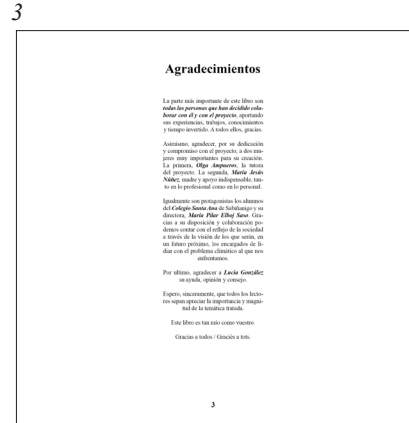 3
Agradecimientos
La parte más importante de este libro son
todas las personas que han decidido cola-
borar con él y con el proyecto, aportando
sus experiencias, trabajos, conocimientos
y tiempo invertido. A todos ellos, gracias.
Asimismo, agradecer, por su dedicación
y compromiso con el proyecto, a dos mu-
jeres muy importantes para su creación.
La primera, Olga Ampuero, la tutora
del proyecto. La segunda, María Jesús
Núñez, madre y apoyo indispensable, tan-
to en lo profesional como en lo personal.
Igualmente son protagonistas los alumnos
del Colegio Santa Ana de Sabiñánigo y su
directora, María Pilar Elboj Saso. Gra-
cias a su disposición y colaboración po-
demos contar con el reflejo de la sociedad
a través de la visión de los que serán, en
un futuro próximo, los encargados de li-
diar con el problema climático al que nos
enfrentamos.
Por ultimo, agradecer a Lucía González
su ayuda, opinión y consejo.
Espero, sinceramente, que todos los lecto-
res sepan apreciar la importancia y magni-
tud de la temática tratada.
Este libro es tan mío como vuestro.
Gracias a todos / Graciès a tots.
3